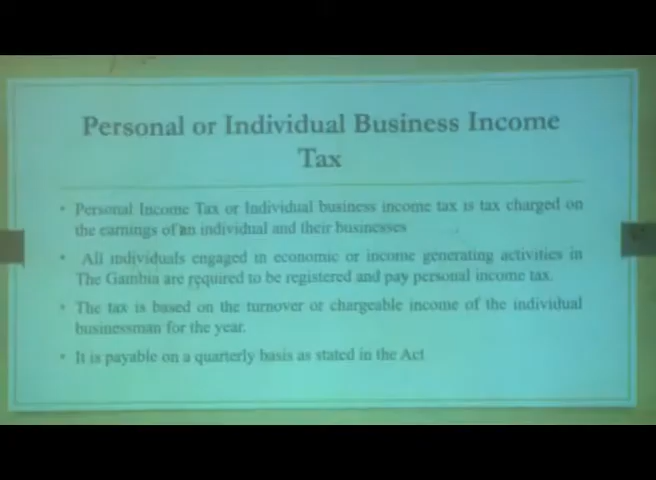 Personal or Individual Business Income
Tax
• Personal Income Tax or Individual business income tax is tax charged on
the earnings of an individual and their businesses
• All individuals engaged in economic or income generating activities in
The Gambia are required to be registered and pay personal income tax.
• The tax is based on the turnover or chargeable income of the individual
businessman for the year.
• It is payable on a quarterly basis as stated in the Act